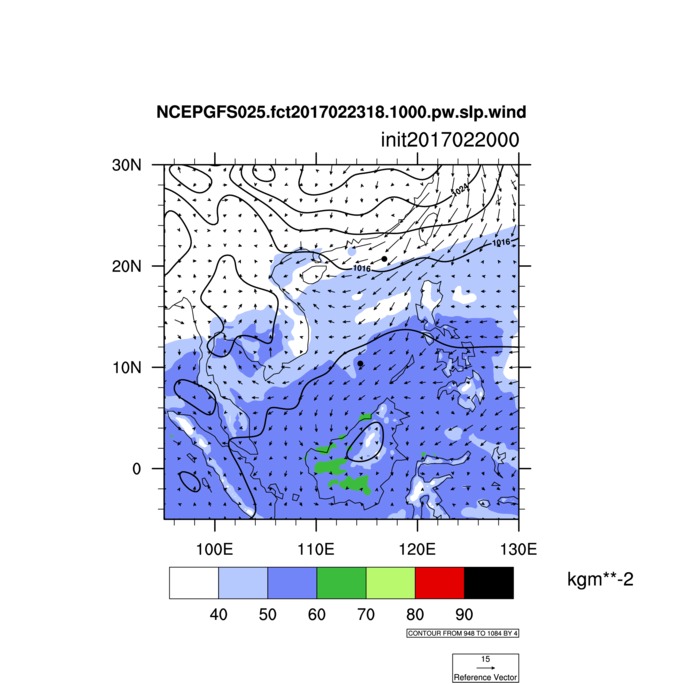 NCEPGFS025.fct2017022318.1000.pw.slp.wind
init2017022000
30N
1024
1016
20N
1016
10N
0
100E 110E 120E 130E
kgm**-2
40 50 60 70 80 90
CONTOUR FROM 948 TO 1084 BY 4
15
Reference Vector